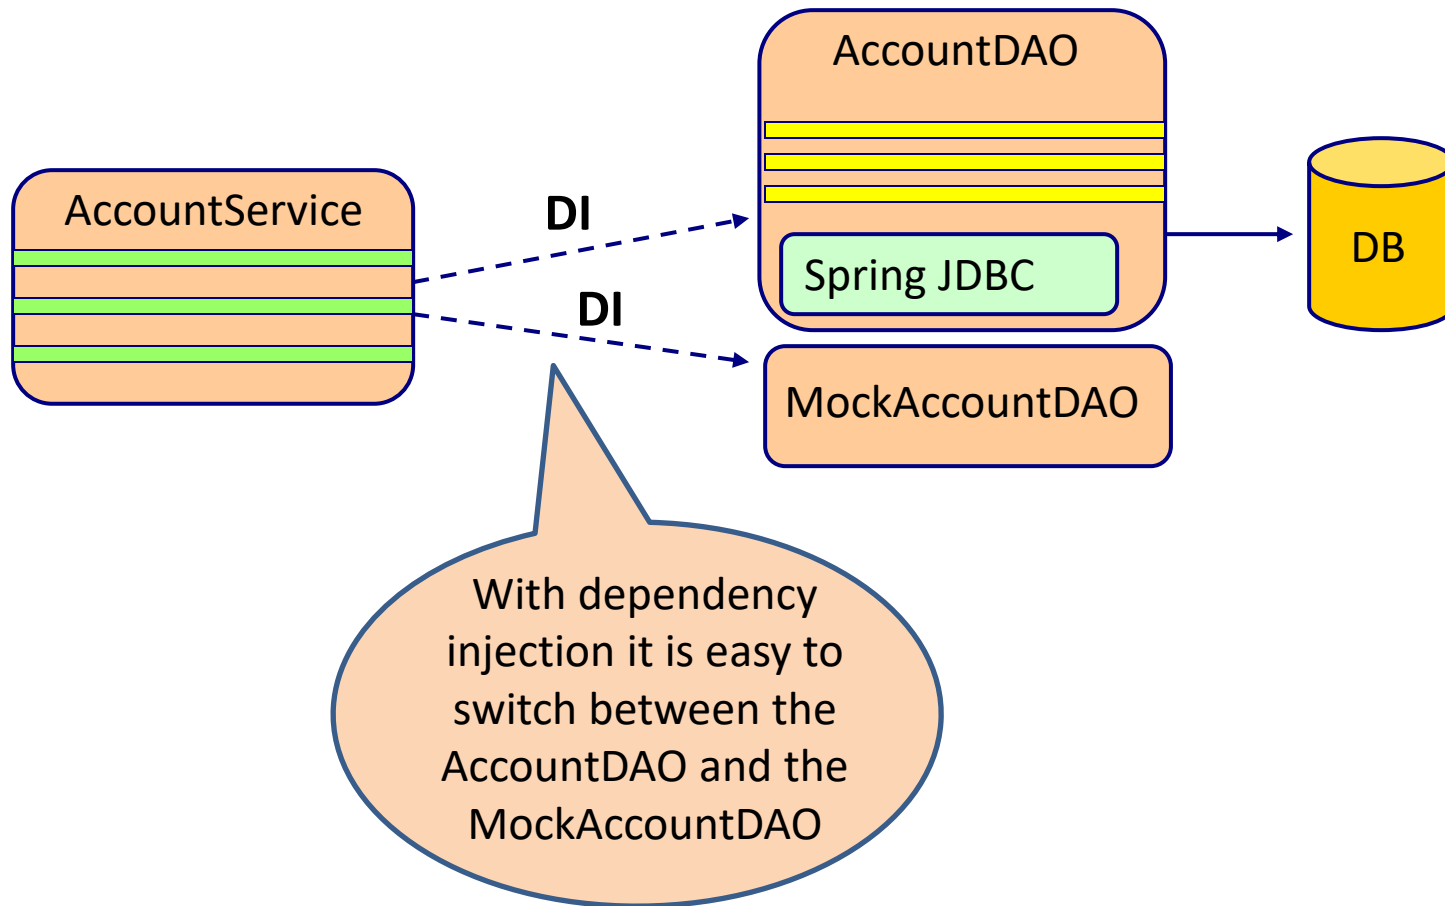 AccountDAO
AccountService
DI
Spring JDBC
DB
DI
MockAccountDAO
With dependency
injection it is easy to
switch between the
AccountDAO and the
MockAccountDAO